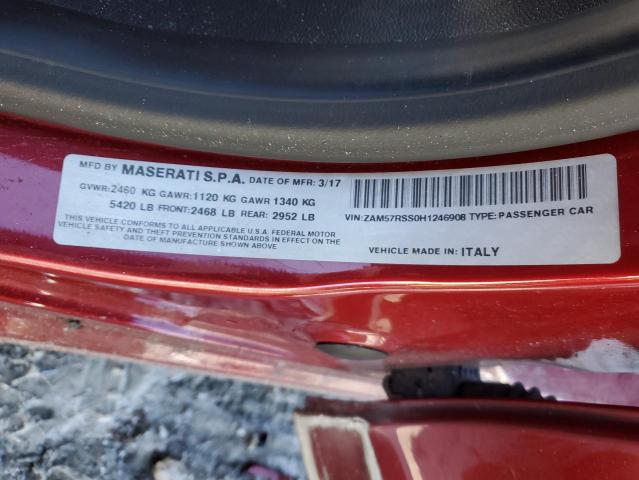 MFD BY MASERATI S.P.A. DATE OF MFR: 3/17
GVWR:2460 KG GAWR:1120 KG GAWR 1340 KG
5420 LB FRONT:2468 LB REAR: 2952 LB
THIS VEHICLE CONFORMS TO ALL APPLICABLE U.S.A. FEDERAL MOTOR
VEHICLE SAFETY AND THEFT PREVENTION STANDARDS IN EFFECT ON THE
DATE OF MANUFACTURE SHOWN ABOVE
VIN:ZAM57RSS0H1246908 TYPE: PASSENGER CAR
VEHICLE MADE IN: ITALY